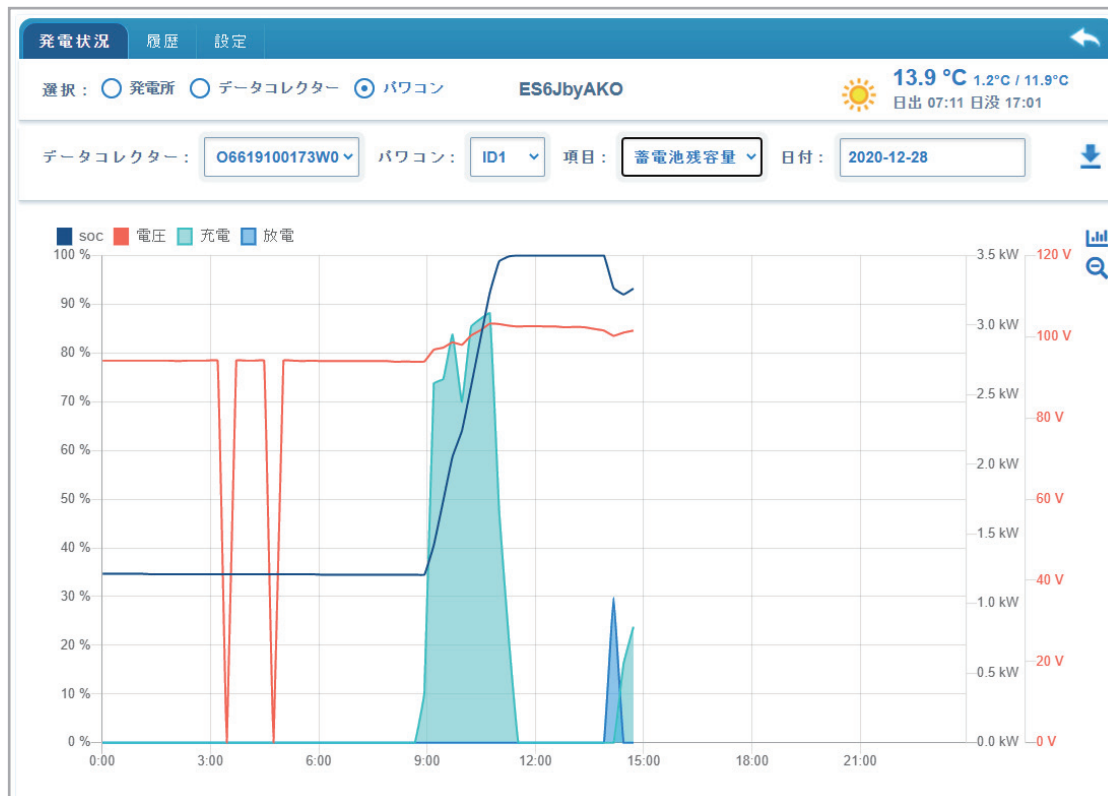 発電状況 履歴 設定
選択： 発電所 データコレクター パワコン ES6JbyAKO 13.9 °C 1.2°C / 11.9°C
日出 07:11 日没 17:01
データコレクター： O6619100173W0 パワコン： ID1 項目： 蓄電池残容量 日付： 2020-12-28
soc 電圧 充電 放電
100 % 3.5 kW 120 V
90 %
3.0 kW 100 V
80 %
2.5 kW
70 %
80 V
60 %
2.0 kW
50 % 60 V
1.5 kW
40 %
40 V
30 %
1.0 kW
20 %
20 V
0.5 kW
10 %
0 % 0.0 kW 0 V
0:00 3:00 6:00 9:00 12:00 15:00 18:00 21:00